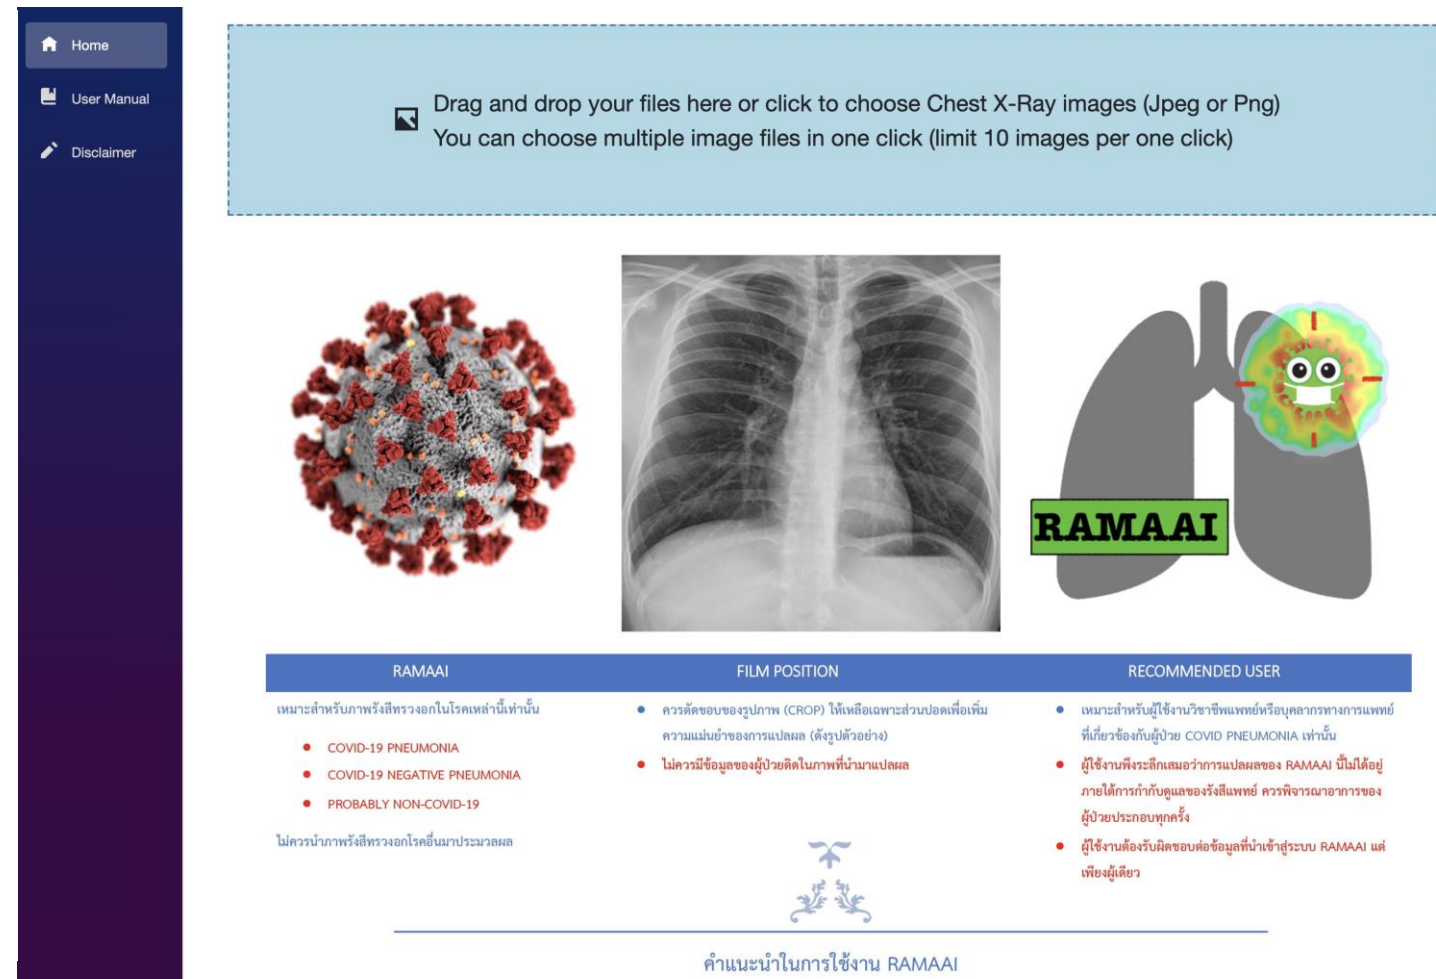 Home
User Manual
Disclaimer
Drag and drop your files here or click to choose Chest X-Ray images (Jpeg or Png)
You can choose multiple image files in one click (limit 10 images per one click)
RAMAAI
RAMAAI
เหมาะสำหรับภาพรังสีทรวงอกในโรคเหล่านี้เท่านั้น
COVID-19 PNEUMONIA
COVID-19 NEGATIVE PNEUMONIA
PROBABLY NON-COVID-19
ไม่ควรนำภาพรังสีทรวงอกโรคอื่นมาประมวลผล
FILM POSITION
ควรตัดขอบของรูปภาพ (CROP) ให้เหลือเฉพาะส่วนปอดเพื่อเพิ่ม
ความแม่นยำของการแปลผล (ดังรูปตัวอย่าง)
ไม่ควรมีข้อมูลของผู้ป่วยติดในภาพที่นำมาแปลผล
RECOMMENDED USER
เหมาะสำหรับผู้ใช้งานวิชาชีพแพทย์หรือบุคลากรทางการแพทย์
ที่เกี่ยวข้องกับผู้ป่วย COVID PNEUMONIA เท่านั้น
ผู้ใช้งานพึงระลึกเสมอว่าการแปลผลของ RAMAAI นี้ไม่ได้อยู่
ภายใต้การกำกับดูแลของรังสีแพทย์ ควรพิจารณาอาการของ
ผู้ป่วยประกอบทุกครั้ง
ผู้ใช้งานต้องรับผิดชอบต่อข้อมูลที่นำเข้าสู่ระบบ RAMAAI แต่
เพียงผู้เดียว
คำแนะนำในการใช้งาน RAMAAI